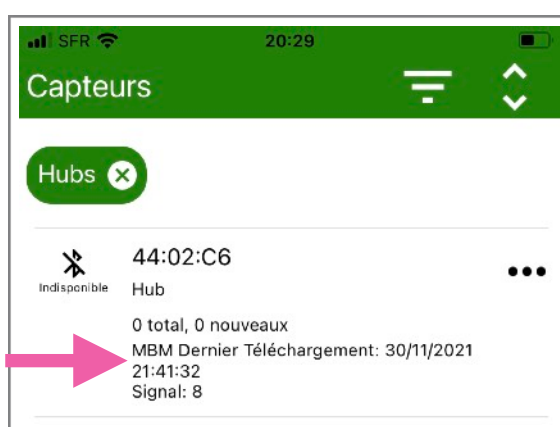 SFR 20:29
Capteurs
Hubs
44:02:C6
Indisponible
Hub
0 total, 0 nouveaux
MBM Dernier Téléchargement: 30/11/2021
21:41:32
Signal: 8